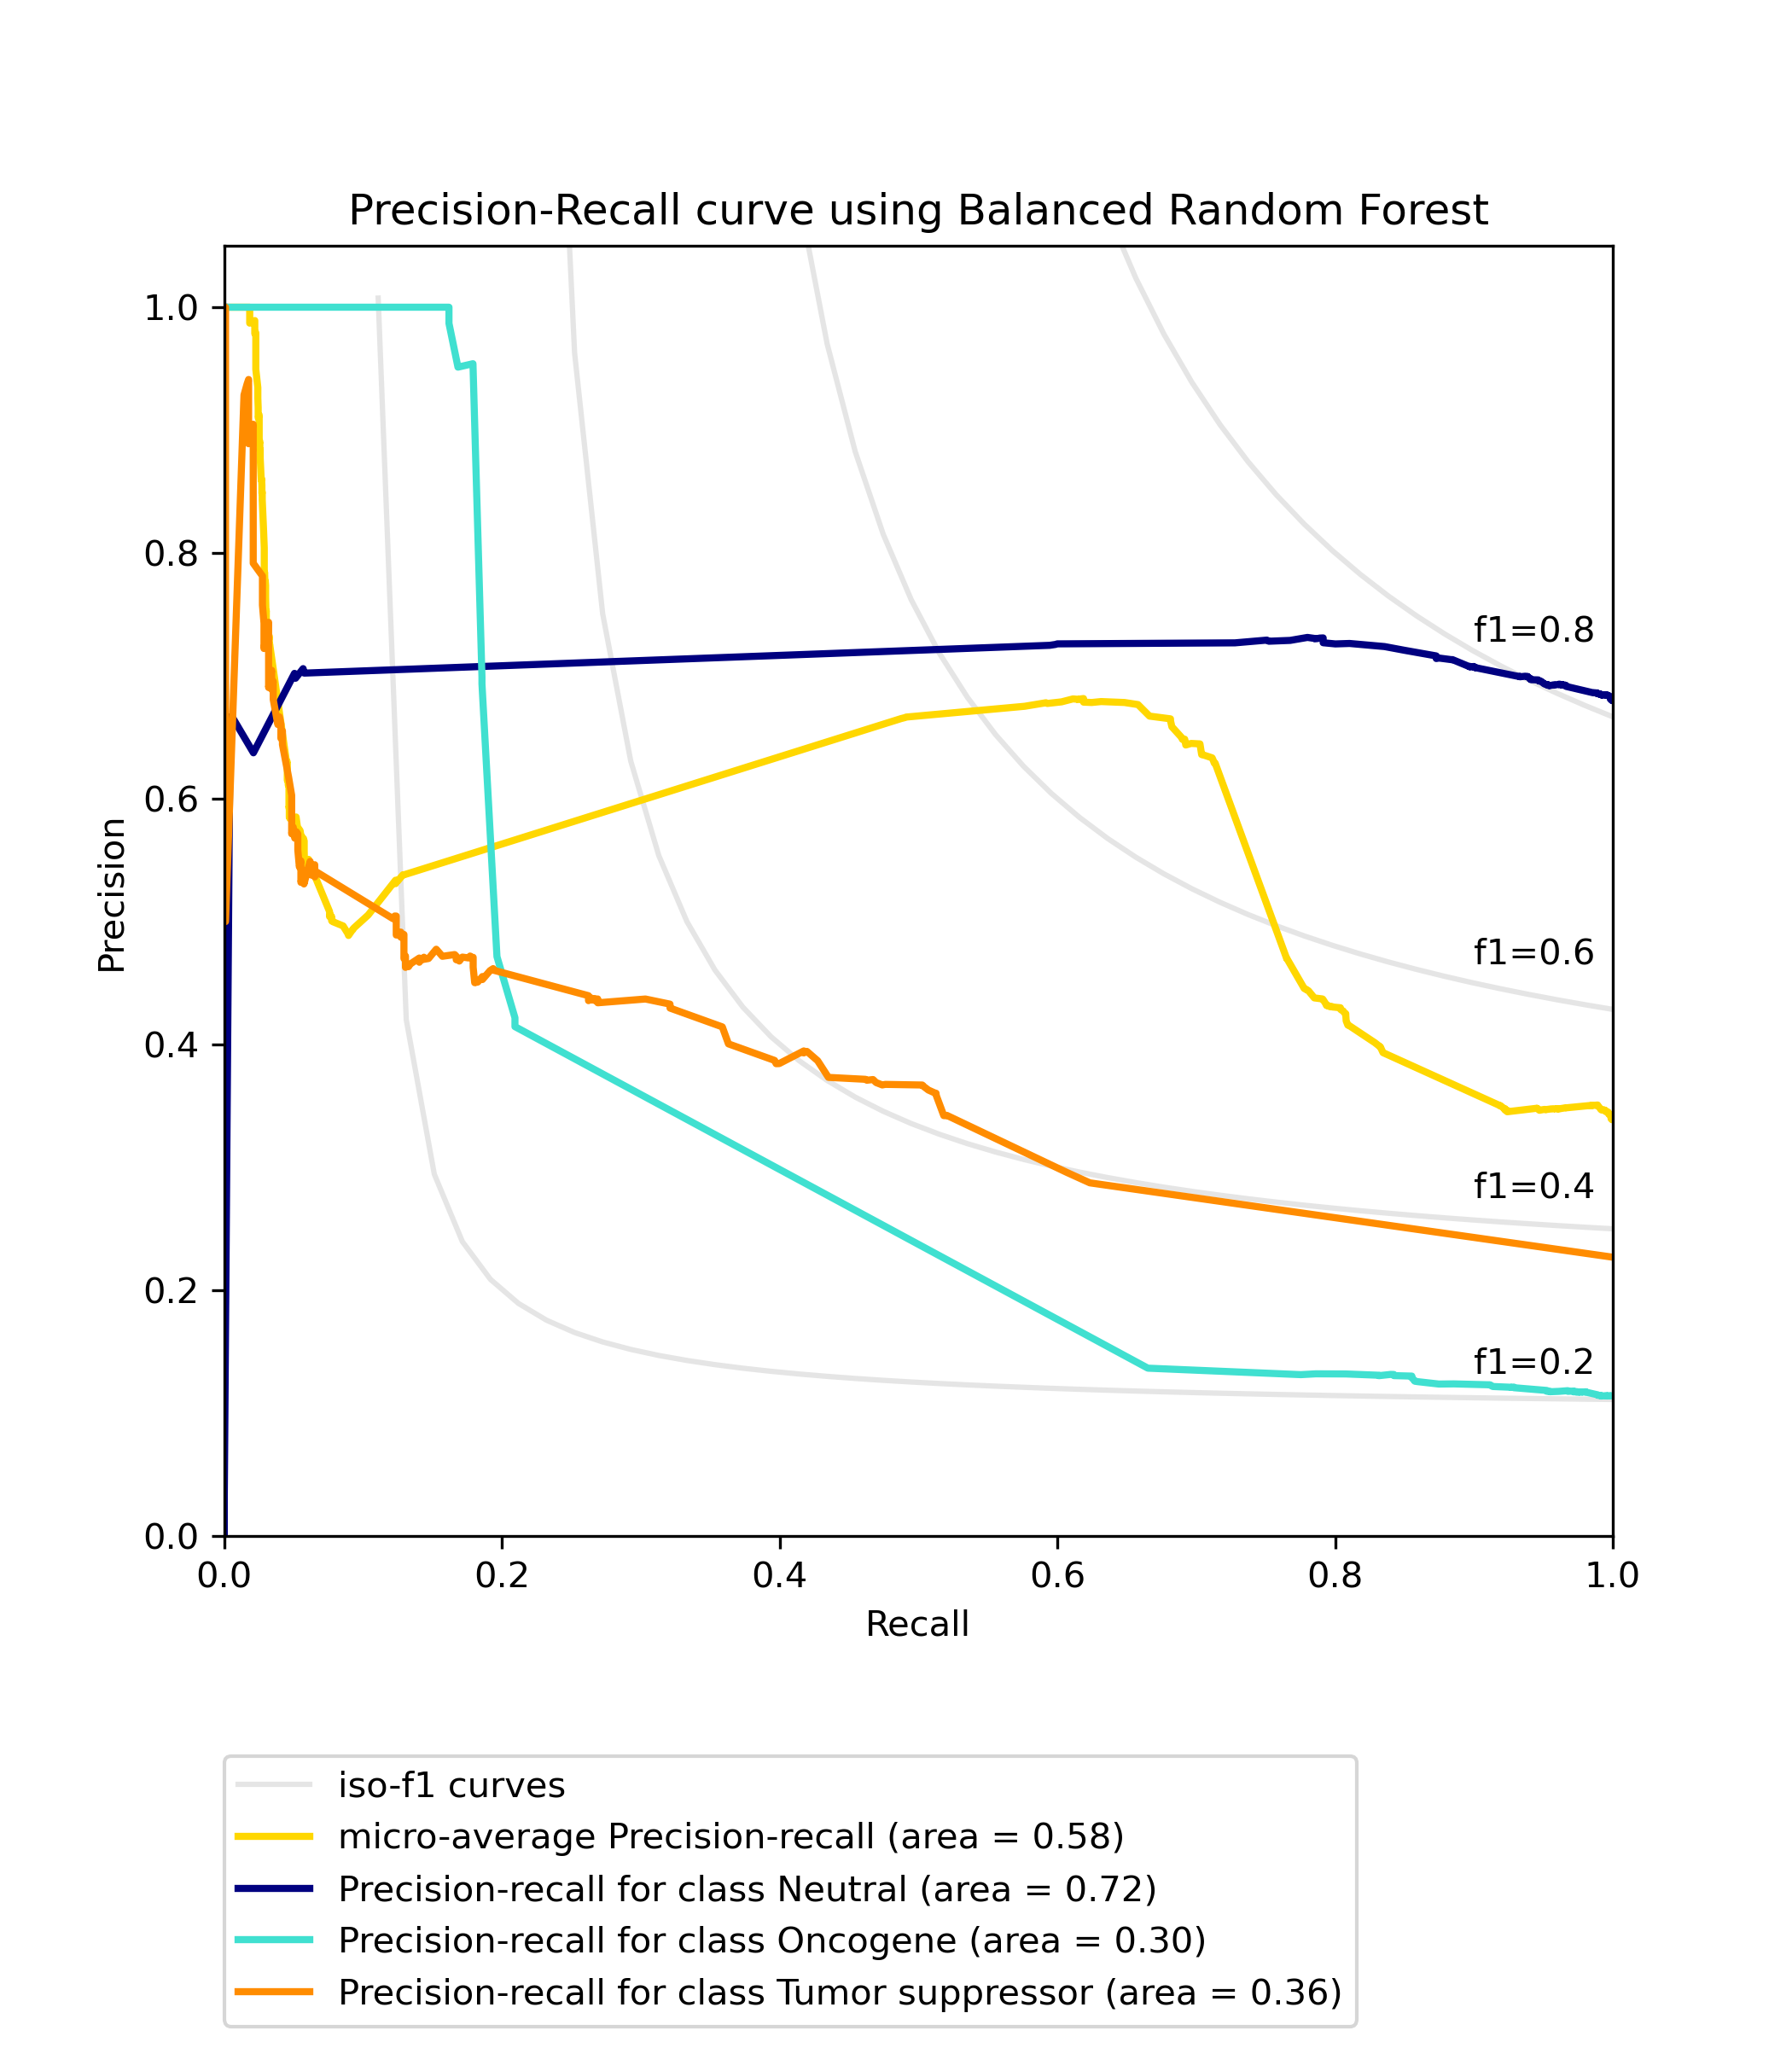 Precision-Recall curve using Balanced Random Forest
1.0
0.8
0.6
0.4
0.2
0.0
Precision
f1=0.8
f1=0.6
f1=0.4
f1=0.2
0.0 0.2 0.4 0.6 0.8 1.0
Recall
iso-f1 curves
micro-average Precision-recall (area = 0.58)
Precision-recall for class Neutral (area = 0.72)
Precision-recall for class Oncogene (area = 0.30)
Precision-recall for class Tumor suppressor (area = 0.36)